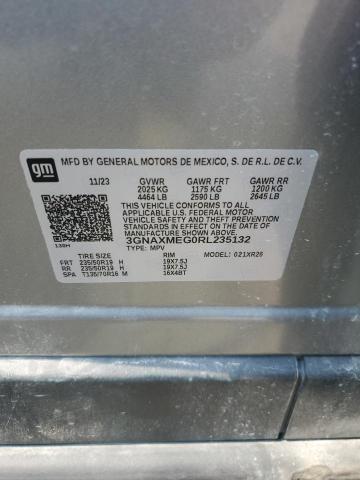 gm
MFD BY GENERAL MOTORS DE MEXICO, S. DE R.L. DE C.V.
11/23 GVWR GAWR FRT GAWR RR
2025 KG 1175 KG 1200 KG
4464 LB 2590 LB 2645 LB
THIS VEHICLE CONFORMS TO ALL
APPLICABLE U.S. FEDERAL MOTOR
VEHICLE SAFETY AND THEFT PREVENTION
STANDARDS IN EFFECT ON THE DATE
OF MANUFACTURE SHOWN ABOVE.
3GNAXMEG0RL235132
TYPE: MPV MODEL: 021XR26
139H
TIRE SIZE RIM
FRT 235/50R19 H 19X7.5J
RR 235/50R19 H 19X7.5J
SPA T135/70R16 M 16X4BT